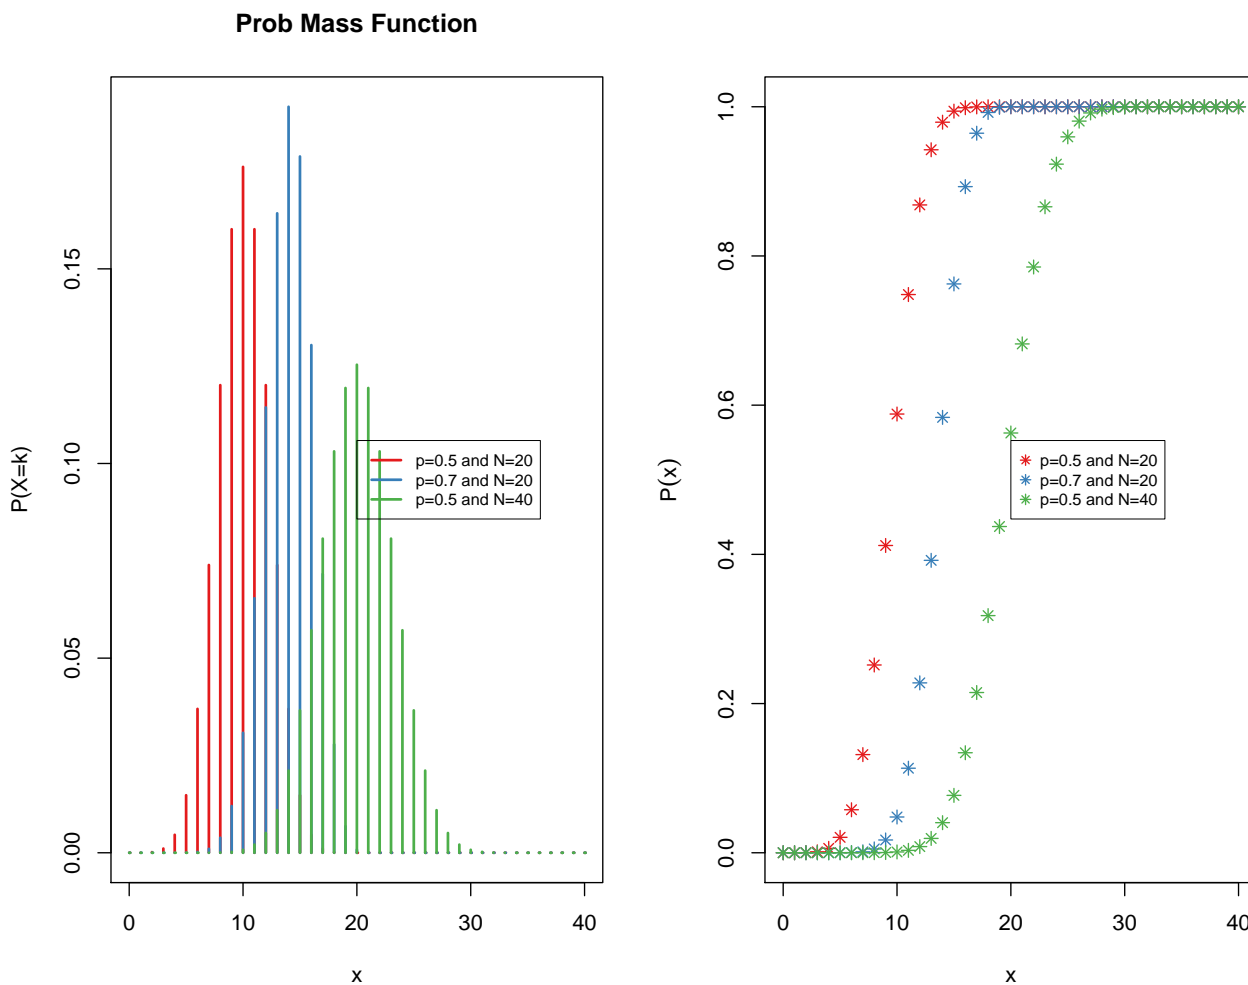 Prob Mass Function
P(X=k)
0.15
0.10
0.05
0.00
p=0.5 and N=20
p=0.7 and N=20
p=0.5 and N=40
0 10 20 30 40
x
P(x)
1.0
0.8
0.6
0.4
0.2
0.0
p=0.5 and N=20
p=0.7 and N=20
p=0.5 and N=40
0 10 20 30 40
x